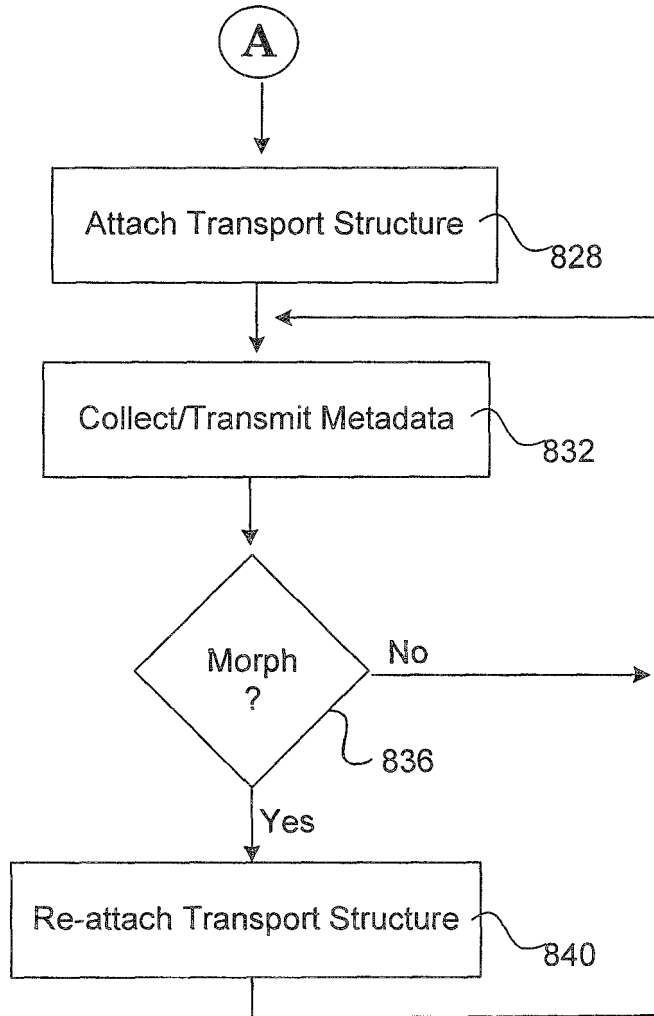 A
Attach Transport Structure
828
Collect/Transmit Metadata
832
Morph
?
No
836
Yes
Re-attach Transport Structure
840